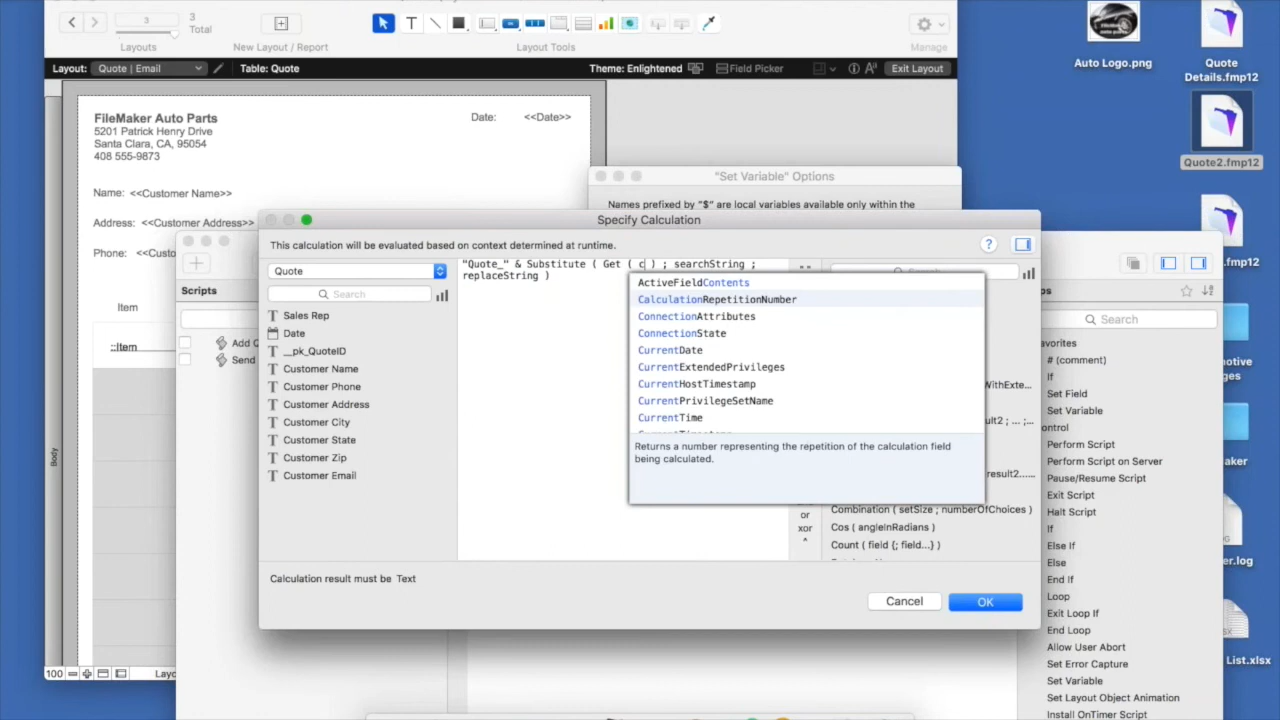 3
3
Total
Layouts
New Layout / Report
Layout Tools
Manage
Layout: Quote | Email
Table: Quote
Theme: Enlightened
Field Picker
Exit Layout
FileMaker Auto Parts
5201 Patrick Henry Drive
Santa Clara, CA, 95054
408 555-9873
Date: <<Date>>
Name: <<Customer Name>>
Address: <<Customer Address>>
Phone: <<Custo
Item
::Item
Body
100
Auto Logo.png
Quote
Details.fmp12
Quote2.fmp12
.fmp12
List.xlsx
"Set Variable" Options
Names prefixed by "$" are local variables available only within the
Specify Calculation
This calculation will be evaluated based on context determined at runtime.
?
Quote
Search
Sales Rep
Date
__pk_QuoteID
Customer Name
Customer Phone
Customer Address
Customer City
Customer State
Customer Zip
Customer Email
"Quote_" & Substitute ( Get ( c ) ; searchString ;
replaceString )
ActiveFieldContents
CalculationRepetitionNumber
ConnectionAttributes
ConnectionState
CurrentDate
CurrentExtendedPrivileges
CurrentHostTimestamp
CurrentPrivilegeSetName
CurrentTime
Returns a number representing the repetition of the calculation field
being calculated.
or
xor
^
Search
WithExte...
result2 ; ... ;...
result2......
Combination ( setSize ; numberOfChoices )
Cos ( angleInRadians )
Count ( field {; field...} )
Calculation result must be Text
Cancel
OK
Scripts
Add Q
Send
Search
avorites
# (comment)
If
Set Field
Set Variable
ontrol
Perform Script
Perform Script on Server
Pause/Resume Script
Exit Script
Halt Script
If
Else If
Else
End If
Loop
Exit Loop If
End Loop
Allow User Abort
Set Error Capture
Set Variable
Set Layout Object Animation
Install OnTimer Script